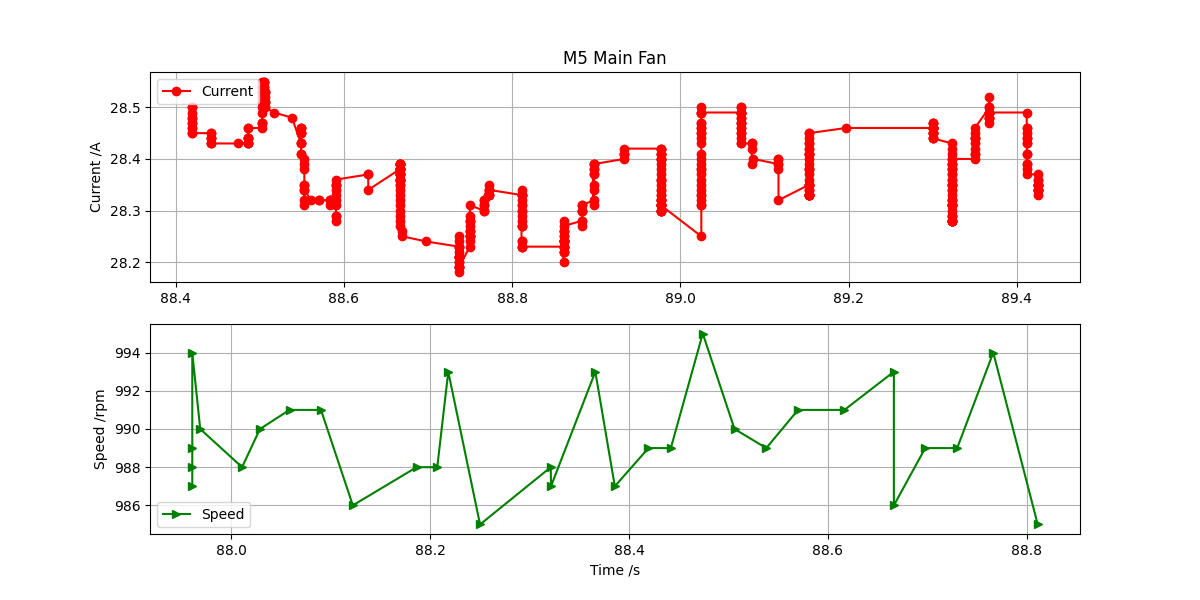 M5 Main Fan
Current
Current /A
28.5
28.4
28.3
28.2
88.4 88.6 88.8 89.0 89.2 89.4
Speed
Speed /rpm
994
992
990
988
986
88.0 88.2 88.4 88.6 88.8
Time /s